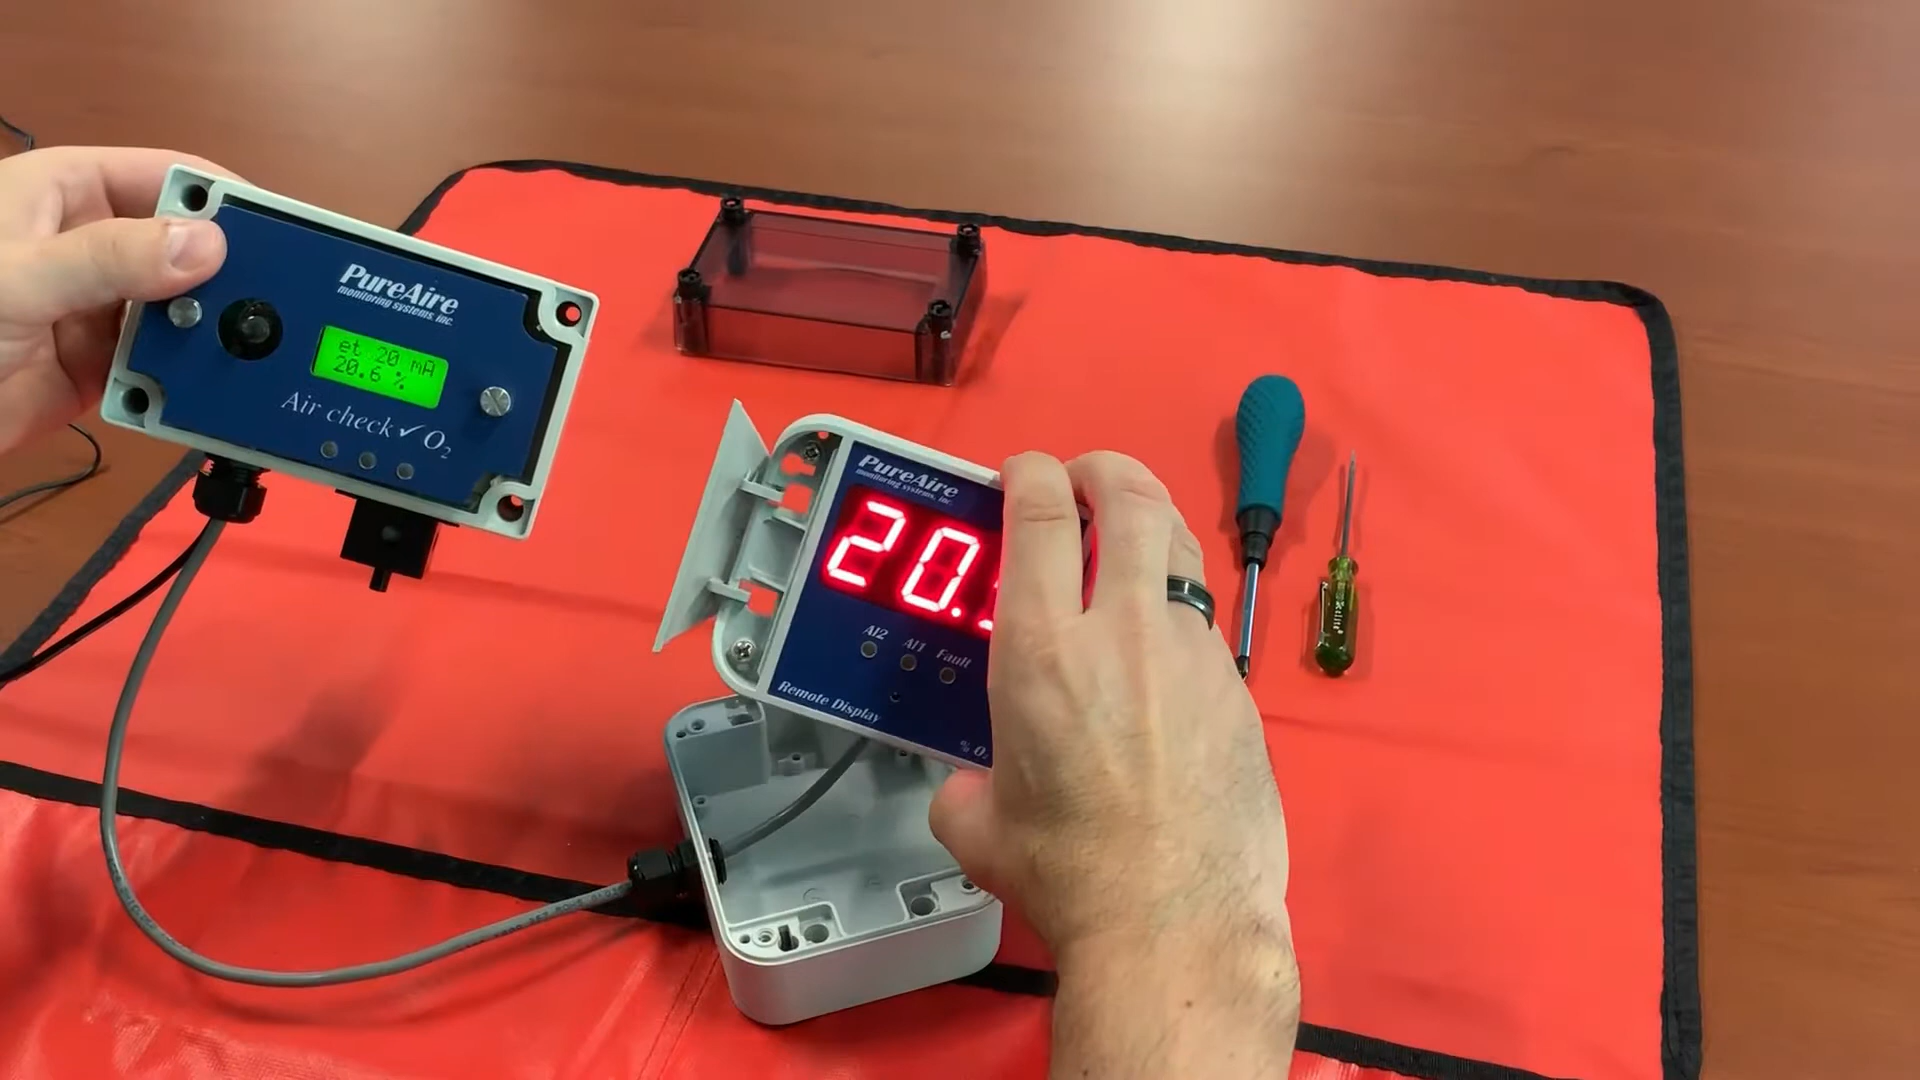 PureAire
monitoring systems, inc.
et 20 mA
20.6 %
Air check✓ O₂
PureAire
monitoring systems, inc.
20.
Al2 Al1 Fault
Remote Display
% O₂